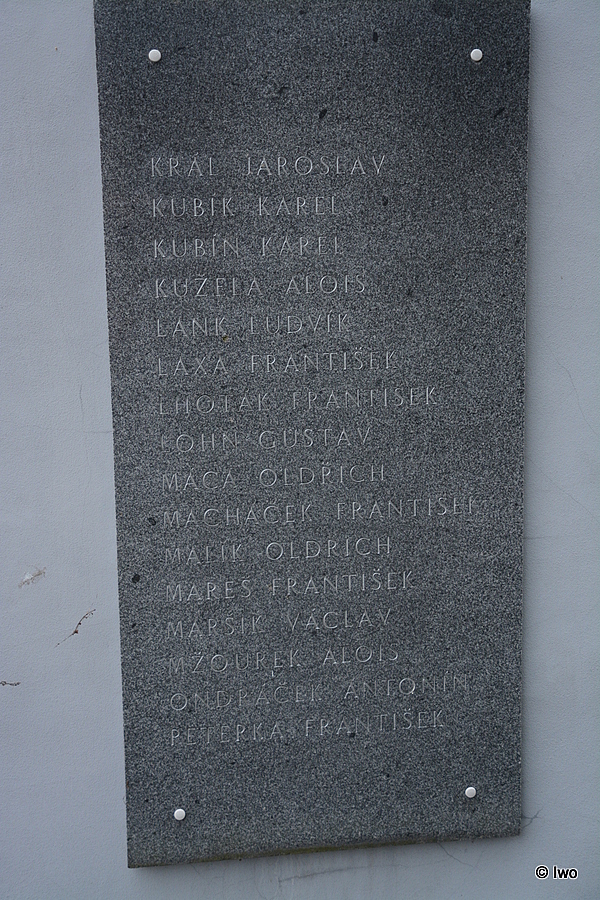 KRÁL JAROSLAV
KUBÍK KAREL
KUBÍN KAREL
KUŽELA ALOIS
LANK LUDVÍK
LAXA FRANTIŠEK
LHOTÁK FRANTIŠEK
LOHN GUSTAV
MÁCA OLDŘICH
MACHÁČEK FRANTIŠEK
MALÍK OLDŘICH
MAREŠ FRANTIŠEK
MARŠÍK VÁCLAV
MŽOUREK ALOIS
ONDRÁČEK ANTONÍN
PETERKA FRANTIŠEK
© Iwo